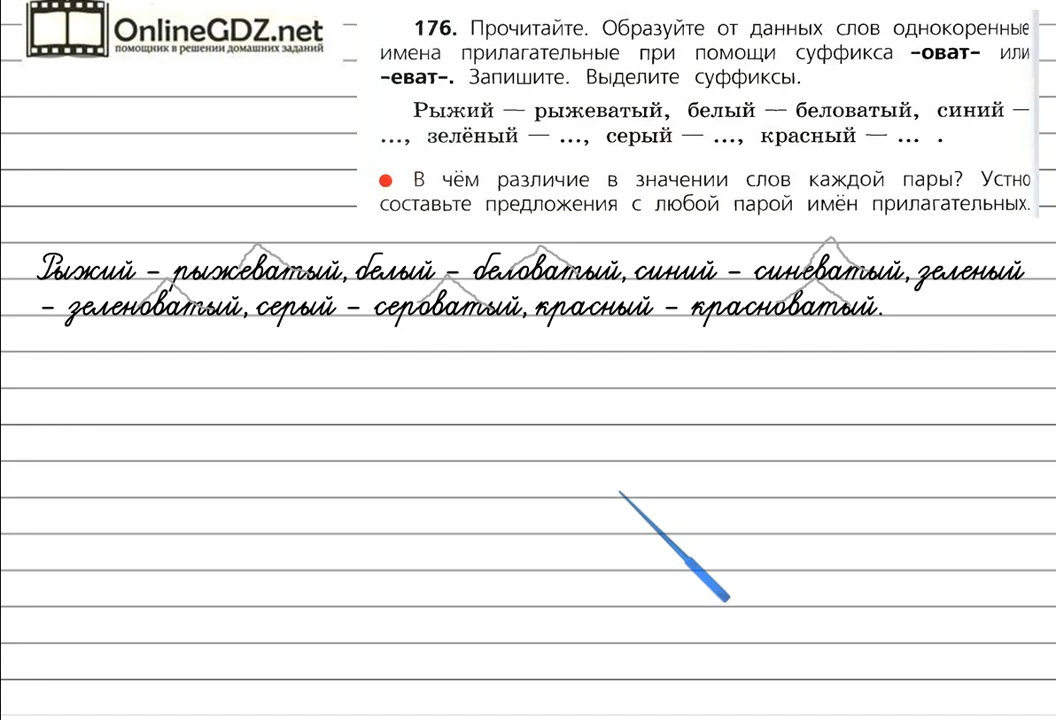 OnlineGDZ.net
помощник в решении домашних заданий
176. Прочитайте. Образуйте от данных слов однокоренные
имена прилагательные при помощи суффикса -оват- или
-еват-. Запишите. Выделите суффиксы.
Рыжий — рыжеватый, белый — беловатый, синий —
..., зелёный — ..., серый — ..., красный — ... .
В чём различие в значении слов каждой пары? Устно
составьте предложения с любой парой имён прилагательных.
Рыжий – рыжеватый, белый – беловатый, синий – синеватый, зеленый
– зеленоватый, серый – сероватый, красный – красноватый.